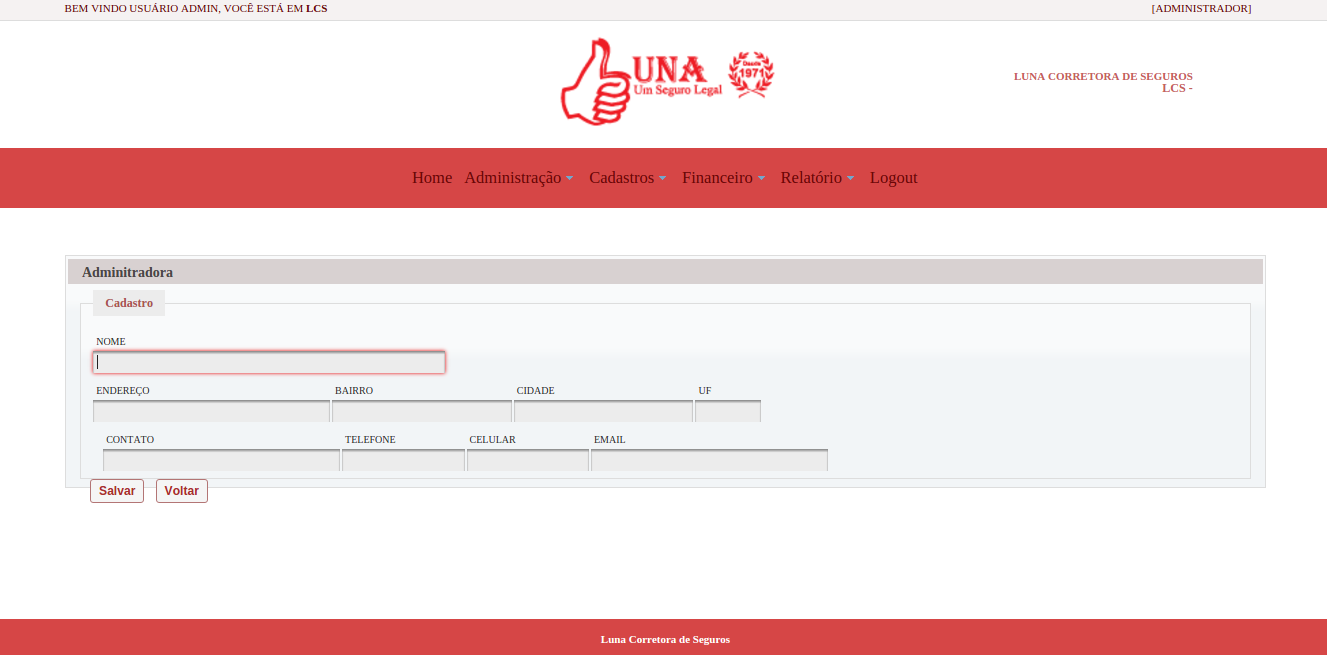 BEM VINDO USUÁRIO ADMIN, VOCÊ ESTÁ EM LCS
[ADMINISTRADOR]
UNA
Um Seguro Legal
Desde
1971
LUNA CORRETORA DE SEGUROS
LCS -
Home Administração Cadastros Financeiro Relatório Logout
Adminitradora
Cadastro
NOME
ENDEREÇO BAIRRO CIDADE UF
CONTATO TELEFONE CELULAR EMAIL
Salvar Voltar
Luna Corretora de Seguros